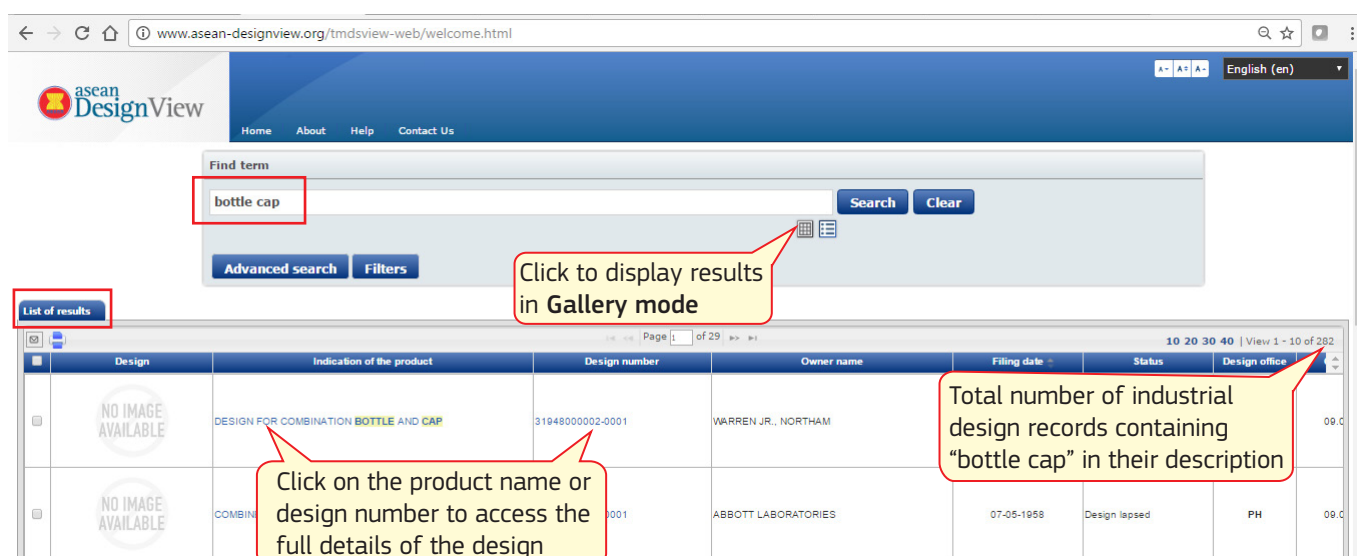 www.asean-designview.org/tmdsview-web/welcome.html
A- A= A- English (en)
asean
DesignView
Home About Help Contact Us
Find term
bottle cap Search Clear
Advanced search Filters
Click to display results
in Gallery mode
List of results
Page 1 of 29 10 20 30 40 | View 1 - 10 of 282
Design Indication of the product Design number Owner name Filing date Status Design office
NO IMAGE
AVAILABLE
DESIGN FOR COMBINATION BOTTLE AND CAP 31948000002-0001 WARREN JR., NORTHAM 09.0
Total number of industrial
design records containing
“bottle cap” in their description
Click on the product name or
design number to access the
full details of the design
NO IMAGE
AVAILABLE
COMBIN 0001 ABBOTT LABORATORIES 07-05-1958 Design lapsed PH 09.0